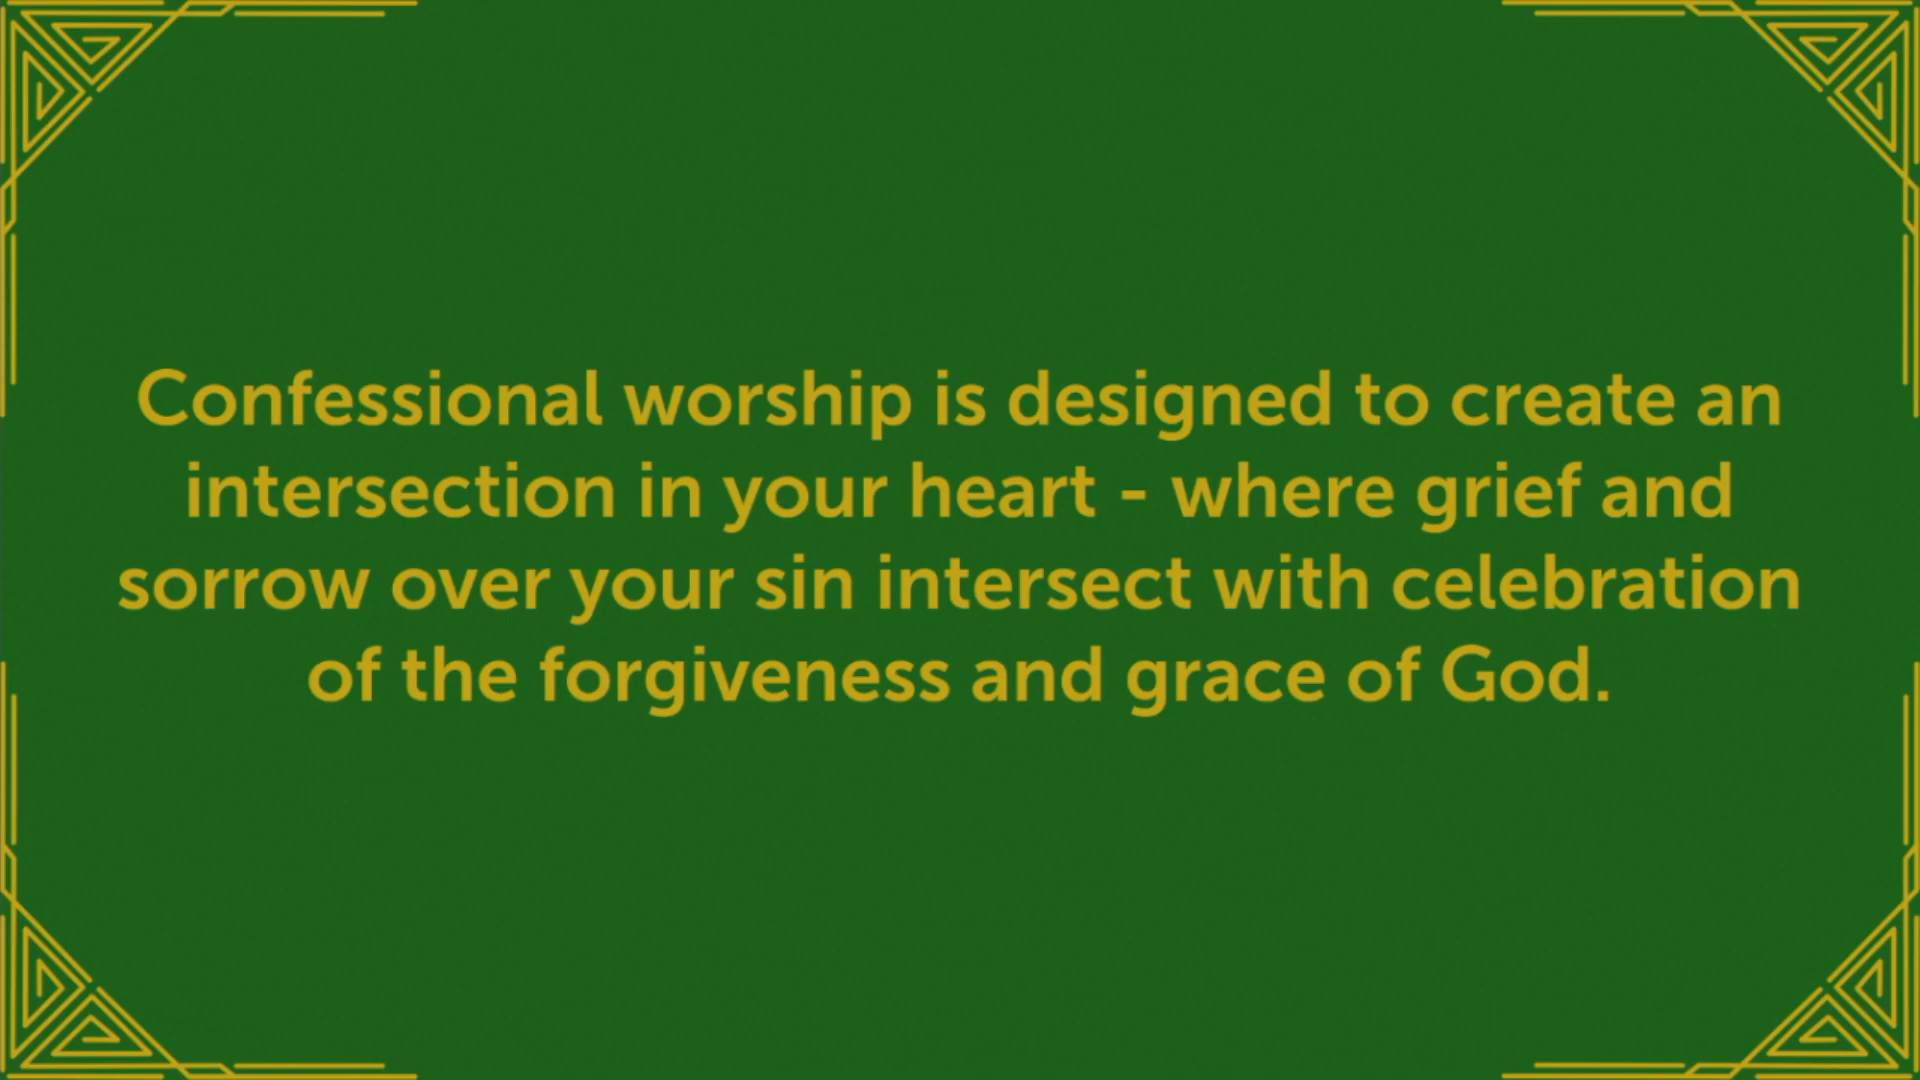 Confessional worship is designed to create an
intersection in your heart - where grief and
sorrow over your sin intersect with celebration
of the forgiveness and grace of God.